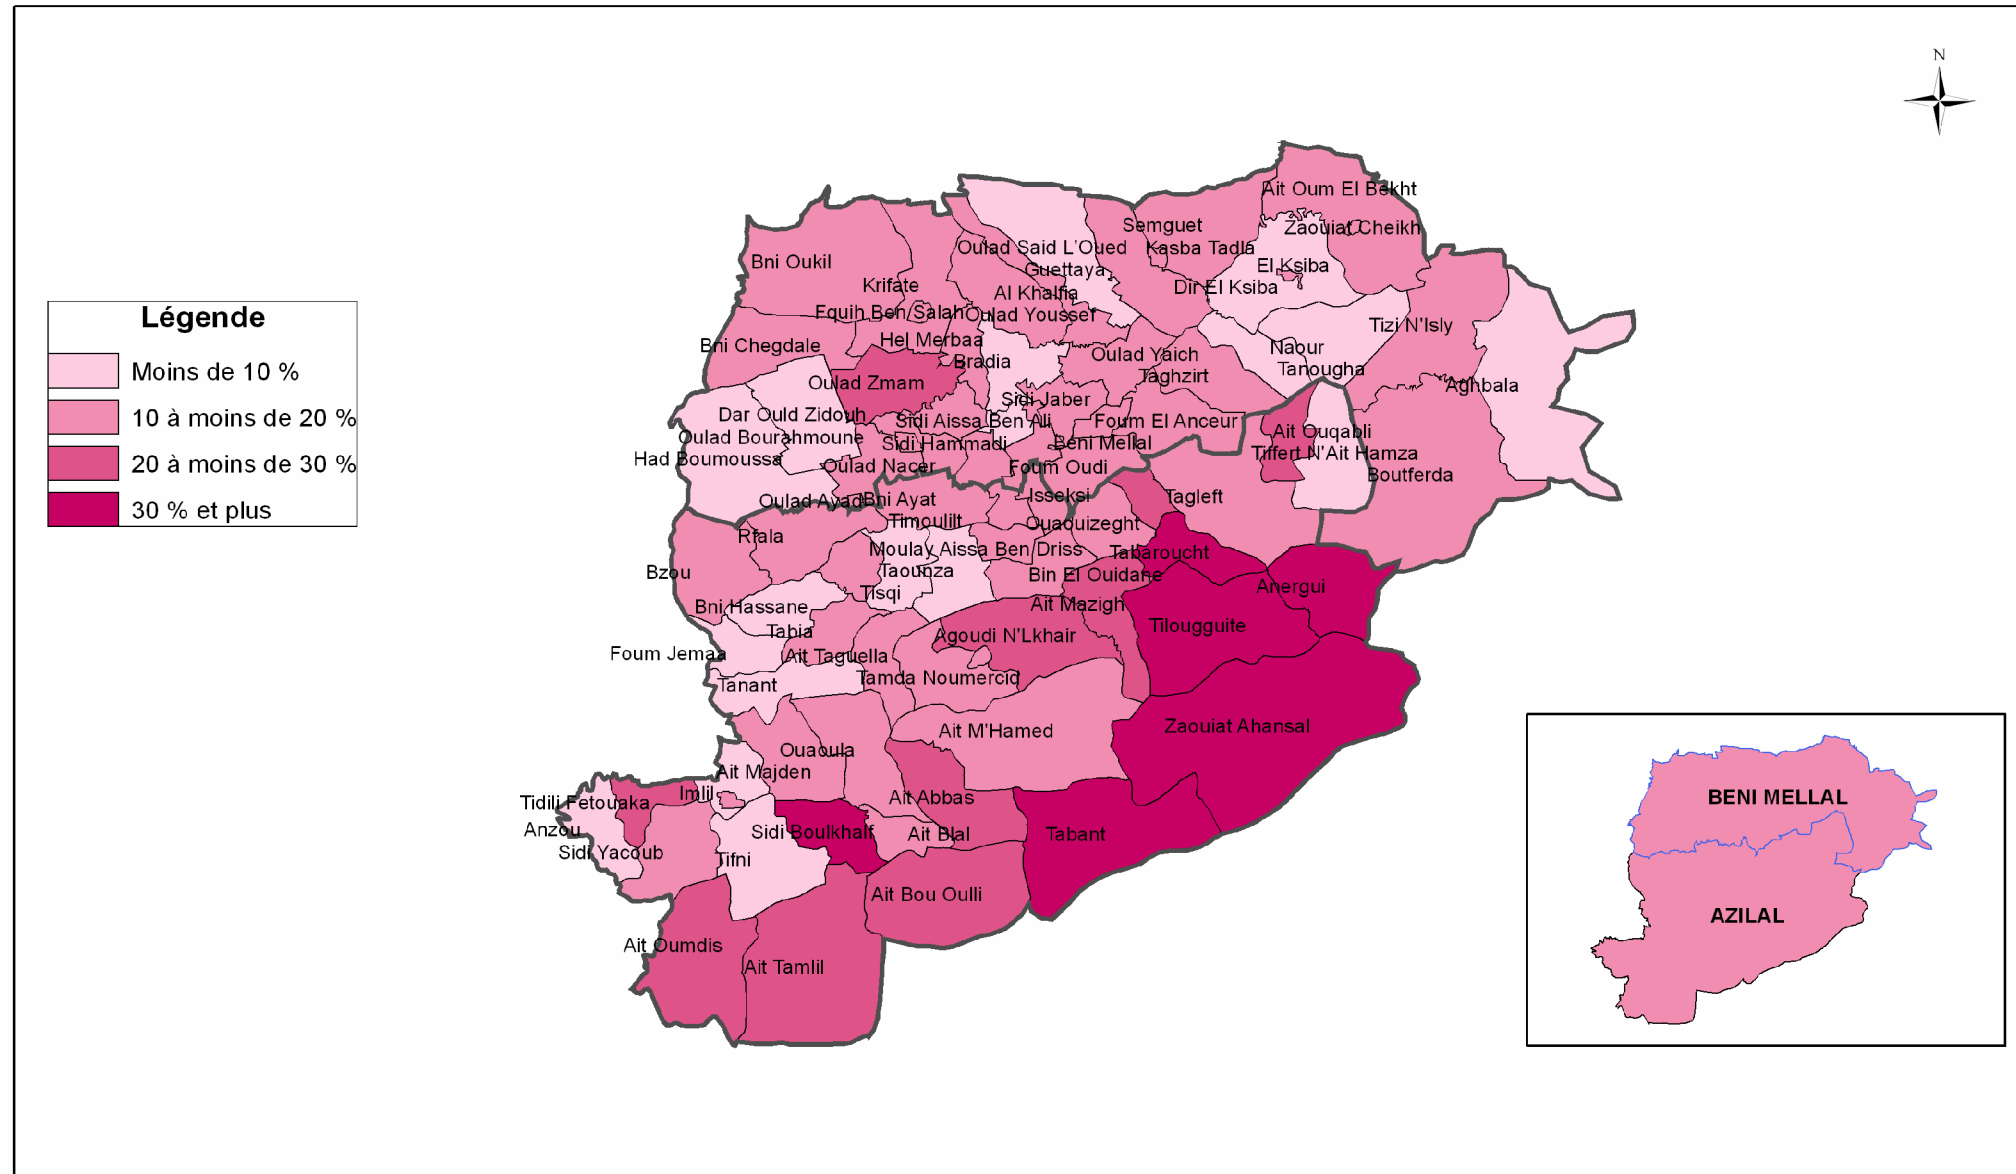 N
Ait Oum El Bekht
Semguet
Zaouiat Cheikh
Oulad Said L'Oued
Kasba Tadla
Bni Oukil
Guettaya
El Ksiba
Krifate
Al Khalfia
Dir El Ksiba
Fquih Ben Salah
Oulad Youssef
Légende
Tizi N'Isly
Bni Chegdale
Hel Merbaa
Naour
Bradia
Oulad Yaich
Moins de 10 %
Tanougha
Oulad Zmam
Taghzirt
Aghbala
Sidi Jaber
10 à moins de 20 %
Dar Ould Zidouh
Sidi Aissa Ben Ali
Foum El Anceur
Ait Ouqabli
Oulad Bourahmoune
Sidi Hammadi
Beni Mellal
Tiffert N'Ait Hamza
Had Boumoussa
Oulad Nacer
Foum Oudi
20 à moins de 30 %
Boutferda
Oulad Ayad
Bni Ayat
Isseksi
Tagleft
30 % et plus
Timoulilt
Ouaouizeght
Rfala
Moulay Aissa Ben Driss
Tabaroucht
Bzou
Taounza
Bin El Ouidane
Anergui
Tisqi
Bni Hassane
Ait Mazigh
Tabia
Agoudi N'Lkhair
Tilougguite
Foum Jemaa
Ait Taguella
Tanant
Tamda Noumercid
Ait M'Hamed
Zaouiat Ahansal
Ouaoula
Ait Majden
Imlil
Ait Abbas
BENI MELLAL
Tidili Fetouaka
Anzou
Sidi Boulkhalf
Ait Blal
Tabant
Sidi Yacoub
Tifni
Ait Bou Oulli
AZILAL
Ait Oumdis
Ait Tamlil